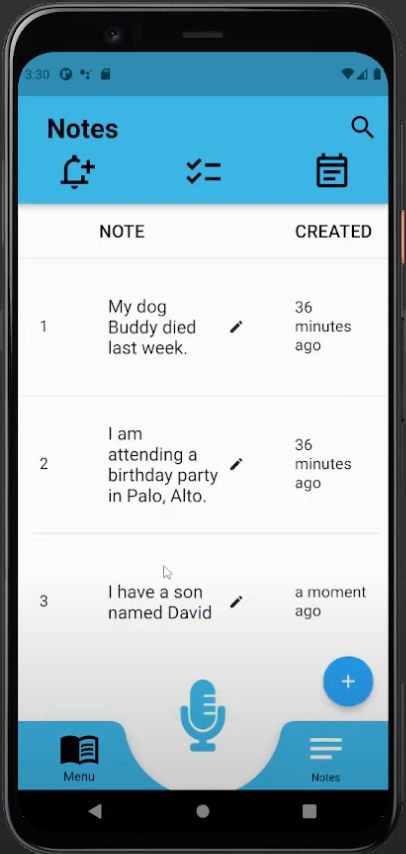 3:30
Notes
NOTE CREATED
1
My dog
Buddy died
last week.
36
minutes
ago
2
I am
attending a
birthday party
in Palo, Alto.
36
minutes
ago
3
I have a son
named David
a moment
ago
Menu
Notes